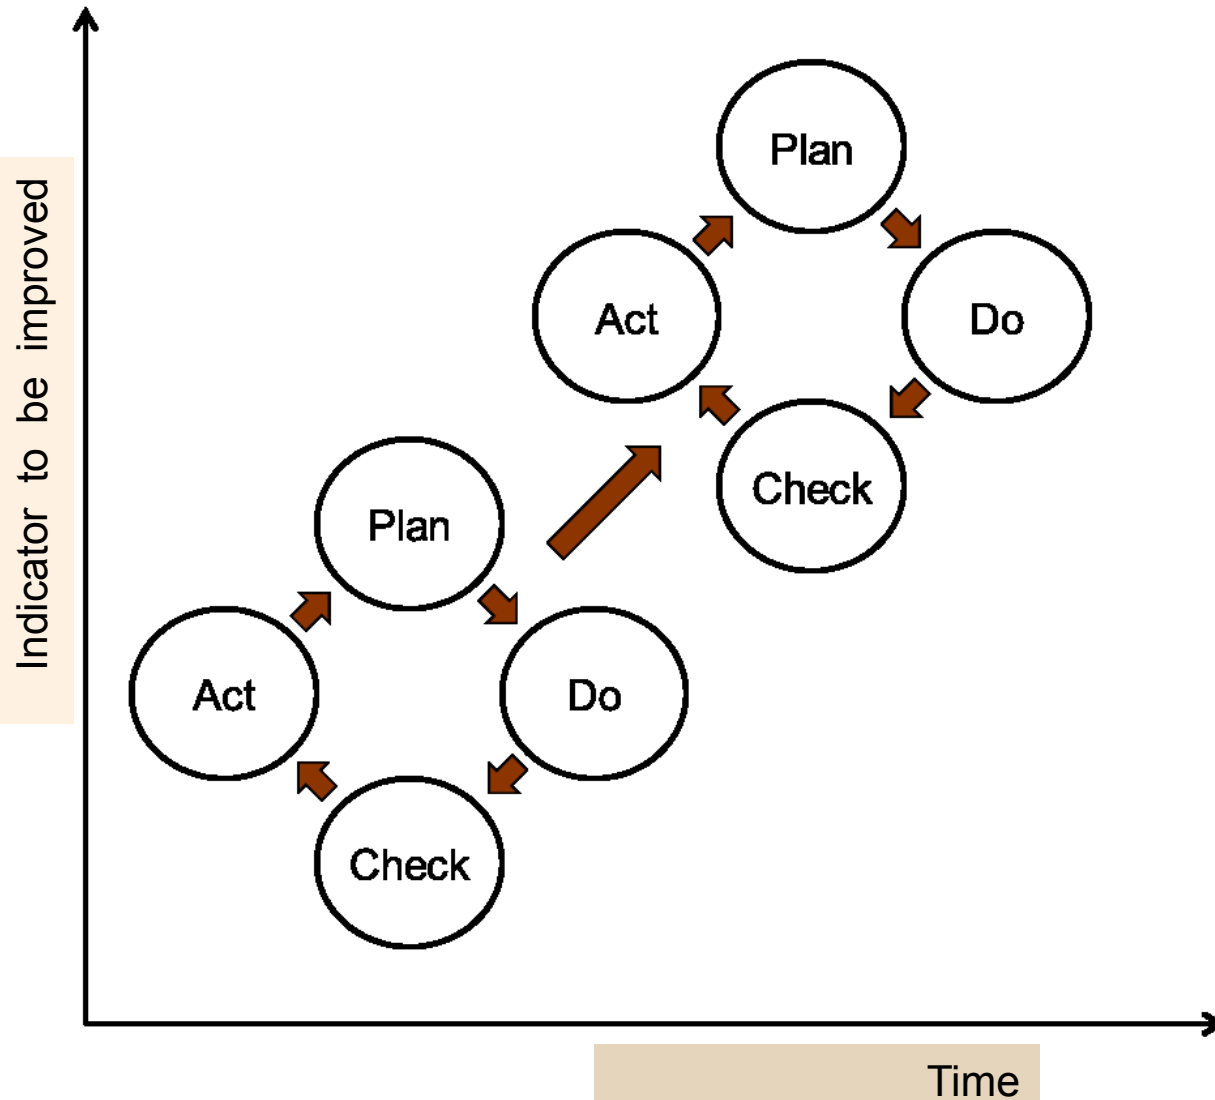 Indicator to be improved
Plan
Act
Do
Check
Plan
Act
Do
Check
Time